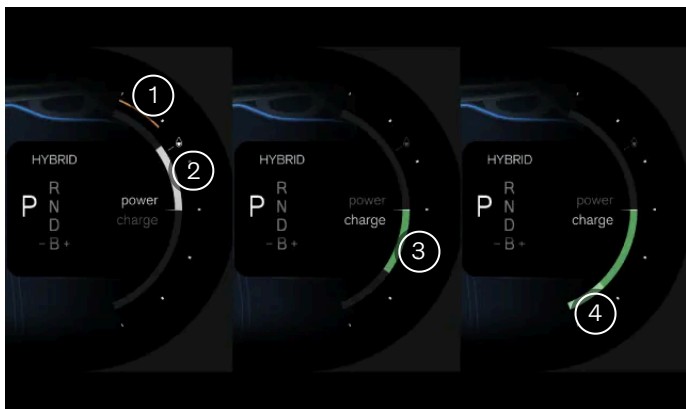 1
2
HYBRID
P
R
N
D
- B +
power
charge
HYBRID
P
R
N
D
- B +
power
charge
3
HYBRID
P
R
N
D
- B +
power
charge
4